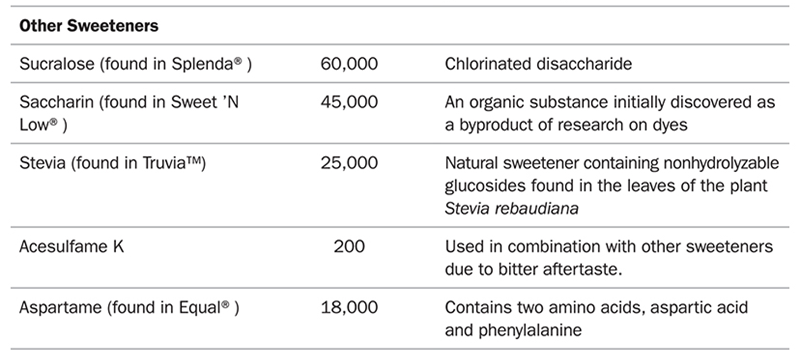 Other Sweeteners
Sucralose (found in Splenda® ) 60,000 Chlorinated disaccharide
Saccharin (found in Sweet ’N 45,000 An organic substance initially discovered as
Low® ) a byproduct of research on dyes
Stevia (found in Truvia™) 25,000 Natural sweetener containing nonhydrolyzable
glucosides found in the leaves of the plant
Stevia rebaudiana
Acesulfame K 200 Used in combination with other sweeteners
due to bitter aftertaste.
Aspartame (found in Equal® ) 18,000 Contains two amino acids, aspartic acid
and phenylalanine